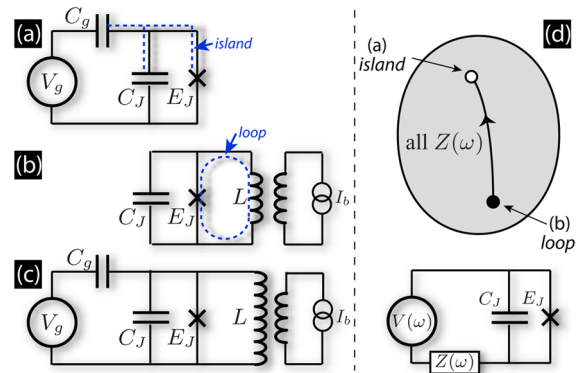 (a)
C_g
V_g
C_J
E_J
island
(b)
loop
C_J
E_J
L
I_b
(c)
C_g
V_g
C_J
E_J
L
I_b
(d)
(a)
island
all Z(ω)
(b)
loop
V(ω)
C_J
E_J
Z(ω)